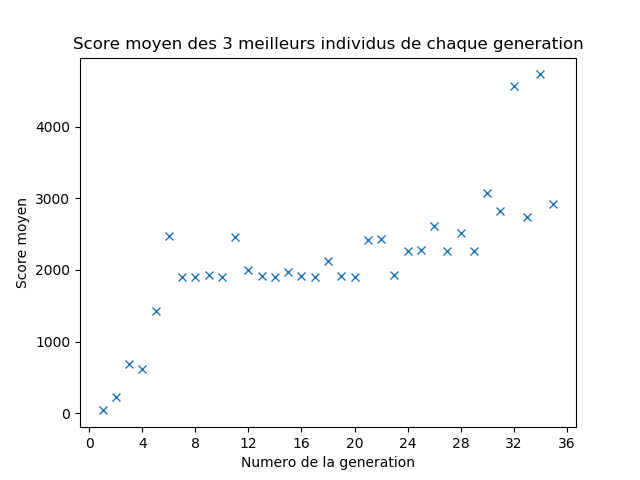 Score moyen des 3 meilleurs individus de chaque generation
Score moyen
4000
3000
2000
1000
0
0 4 8 12 16 20 24 28 32 36
Numero de la generation